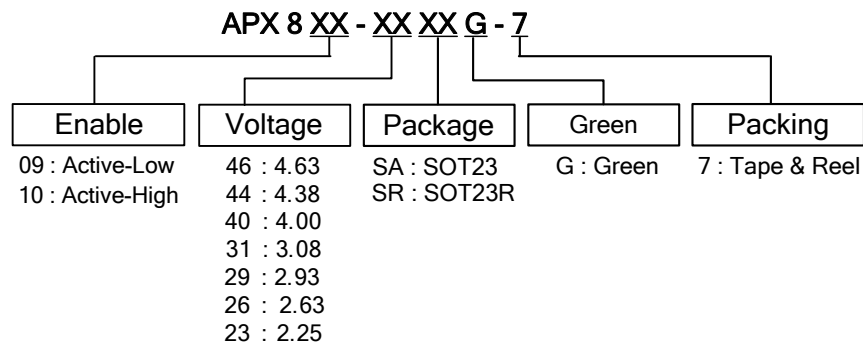 APX 8 XX - XX XX G - 7
Enable
Voltage
Package
Green
Packing
09 : Active-Low
10 : Active-High
46 : 4.63
44 : 4.38
40 : 4.00
31 : 3.08
29 : 2.93
26 : 2.63
23 : 2.25
SA : SOT23
SR : SOT23R
G : Green
7 : Tape & Reel